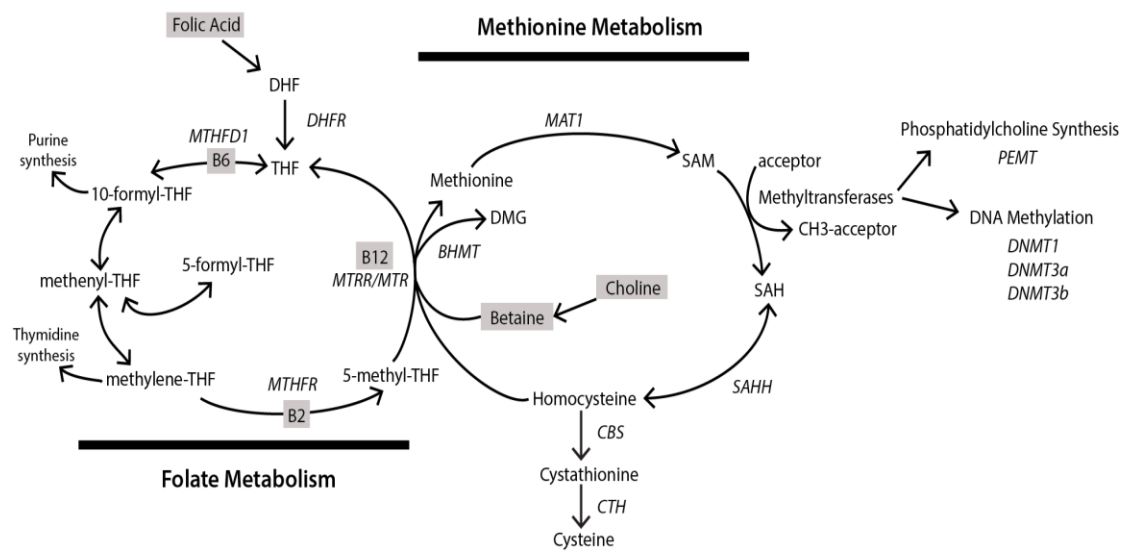 Folic Acid
Methionine Metabolism
DHF
DHFR
MTHFD1
B6
THF
Purine
synthesis
10-formyl-THF
5-formyl-THF
methenyl-THF
Thymidine
synthesis
methylene-THF
MTHFR
B2
5-methyl-THF
Folate Metabolism
B12
MTRR/MTR
MAT1
Methionine
DMG
BHMT
Choline
Betaine
SAM
acceptor
Methyltransferases
CH3-acceptor
Phosphatidylcholine Synthesis
PEMT
DNA Methylation
DNMT1
DNMT3a
DNMT3b
SAH
SAHH
Homocysteine
CBS
Cystathionine
CTH
Cysteine